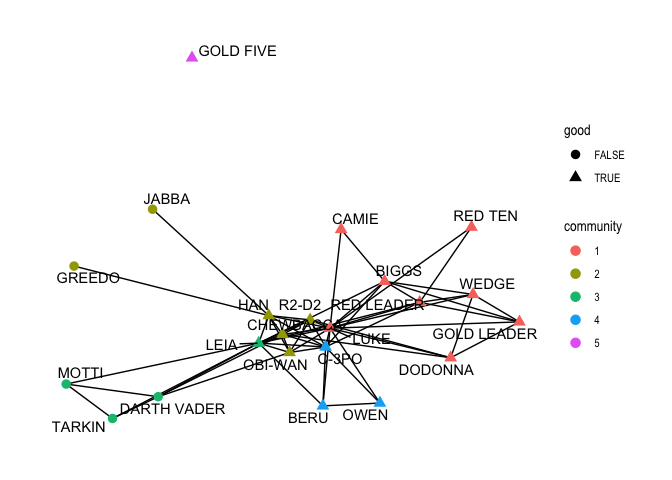 GOLD FIVE
good
FALSE
TRUE
JABBA
CAMIE
RED TEN
community
1
2
3
4
5
BIGGS
GREEDO
WEDGE
HAN
R2-D2
RED LEADER
CHEWBACCA
GOLD LEADER
LEIA
LUKE
OBI-WAN
C-3PO
MOTTI
DODONNA
DARTH VADER
BERU
OWEN
TARKIN